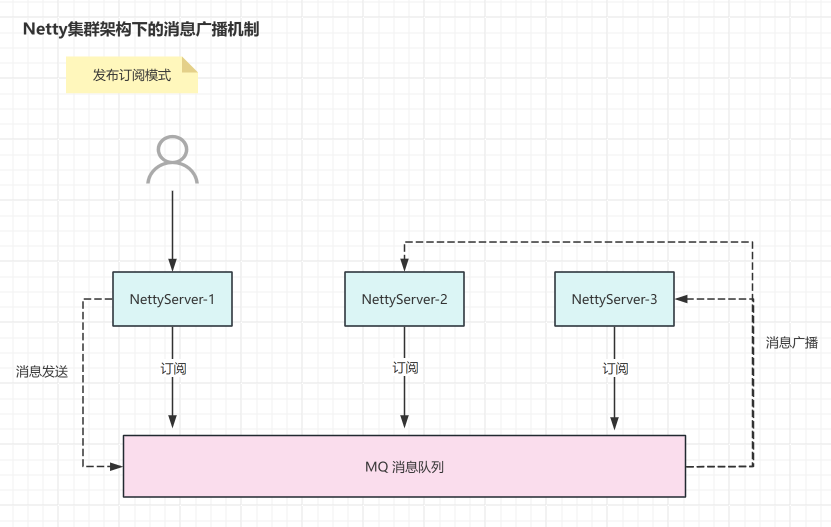 Netty集群架构下的消息广播机制
发布订阅模式
NettyServer-1
NettyServer-2
NettyServer-3
消息广播
消息发送
订阅
订阅
订阅
MQ 消息队列